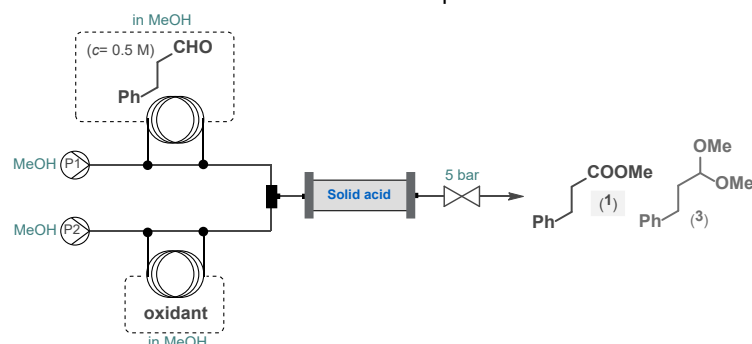 in MeOH
(c= 0.5 M)
CHO
Ph
MeOH
P1
MeOH
P2
Solid acid
5 bar
COOMe
(1)
Ph
OMe
OMe
(3)
Ph
oxidant
in MeOH